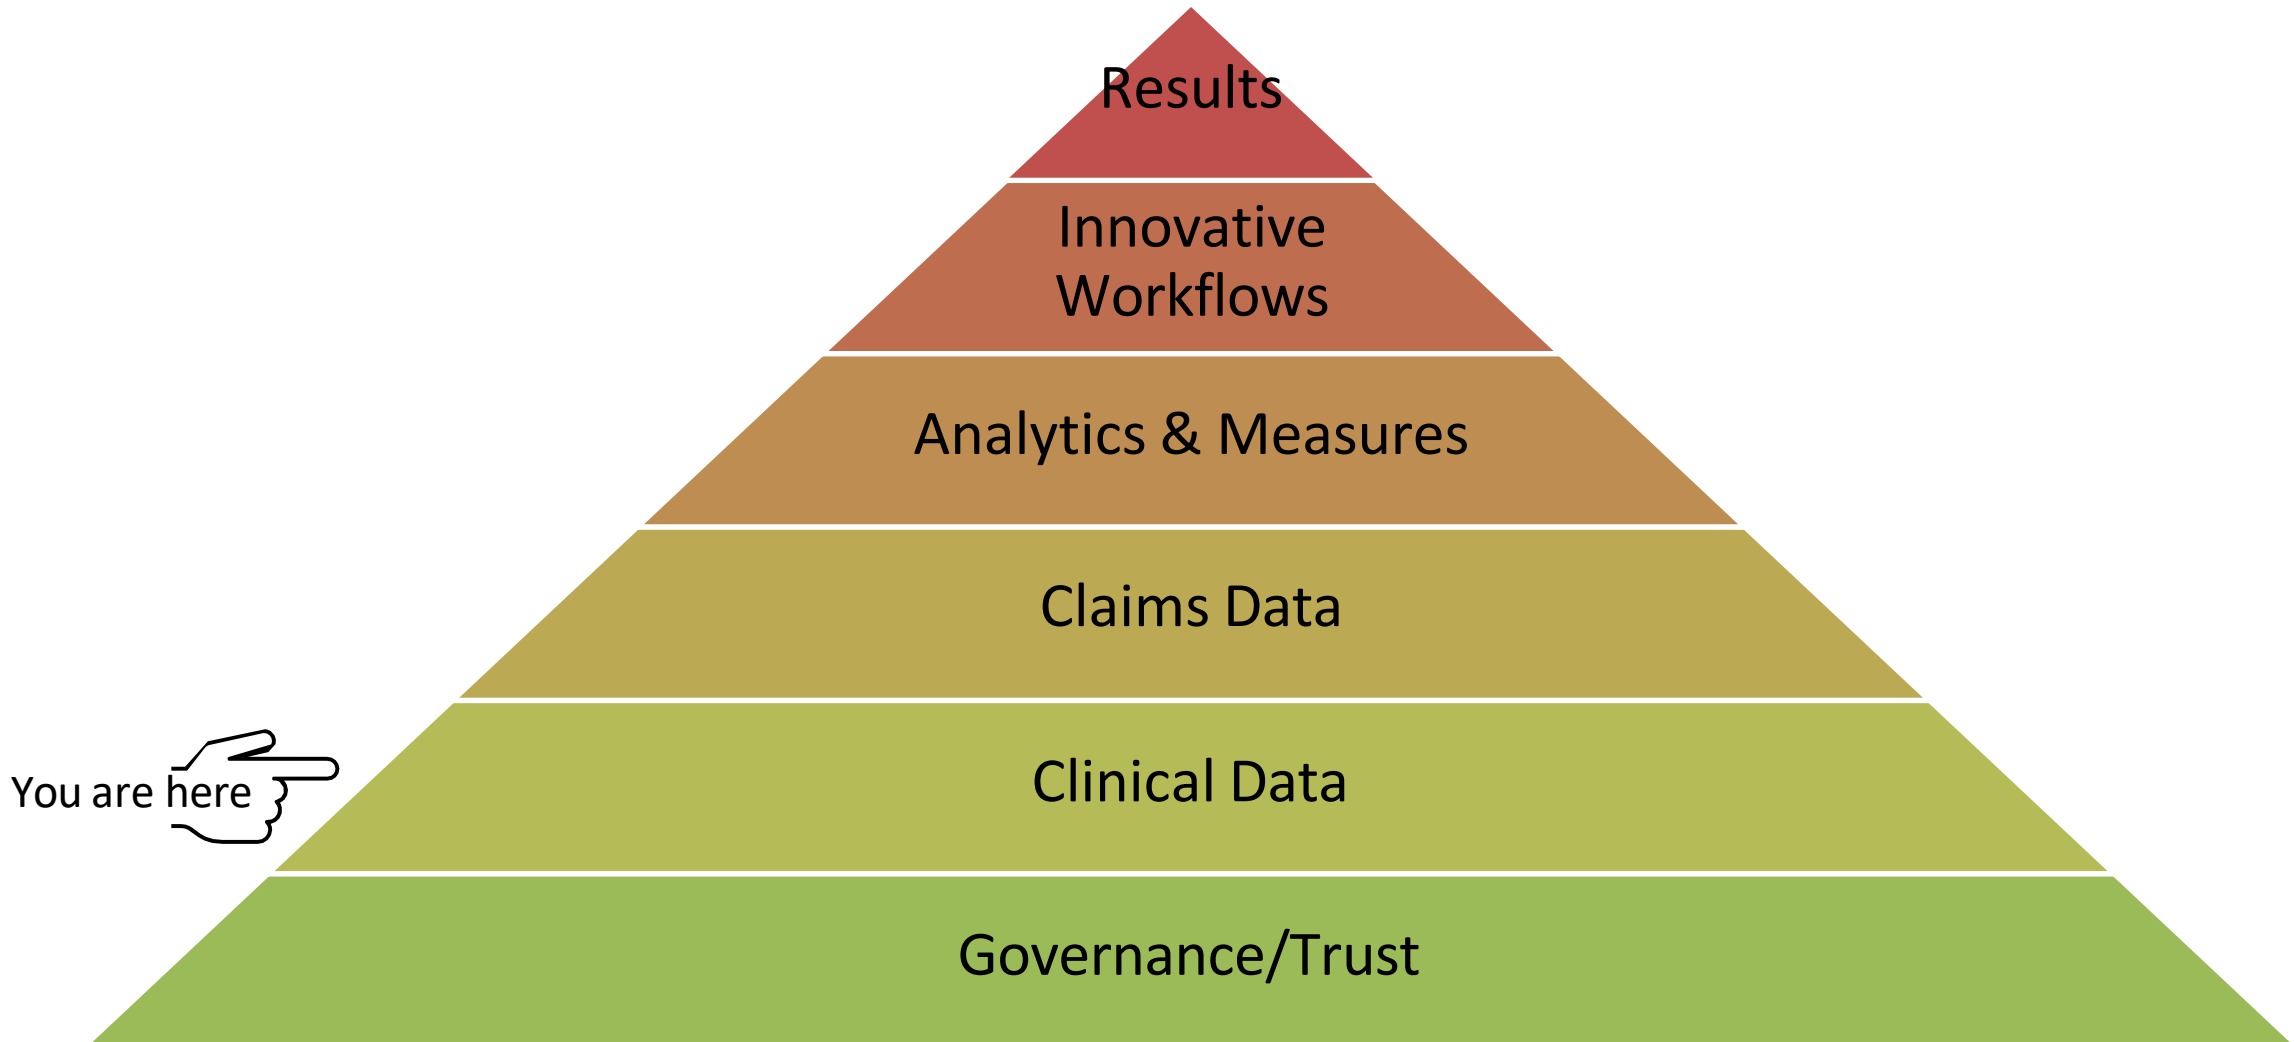 Results
Innovative
Workflows
Analytics & Measures
Claims Data
Clinical Data
You are here
Governance/Trust